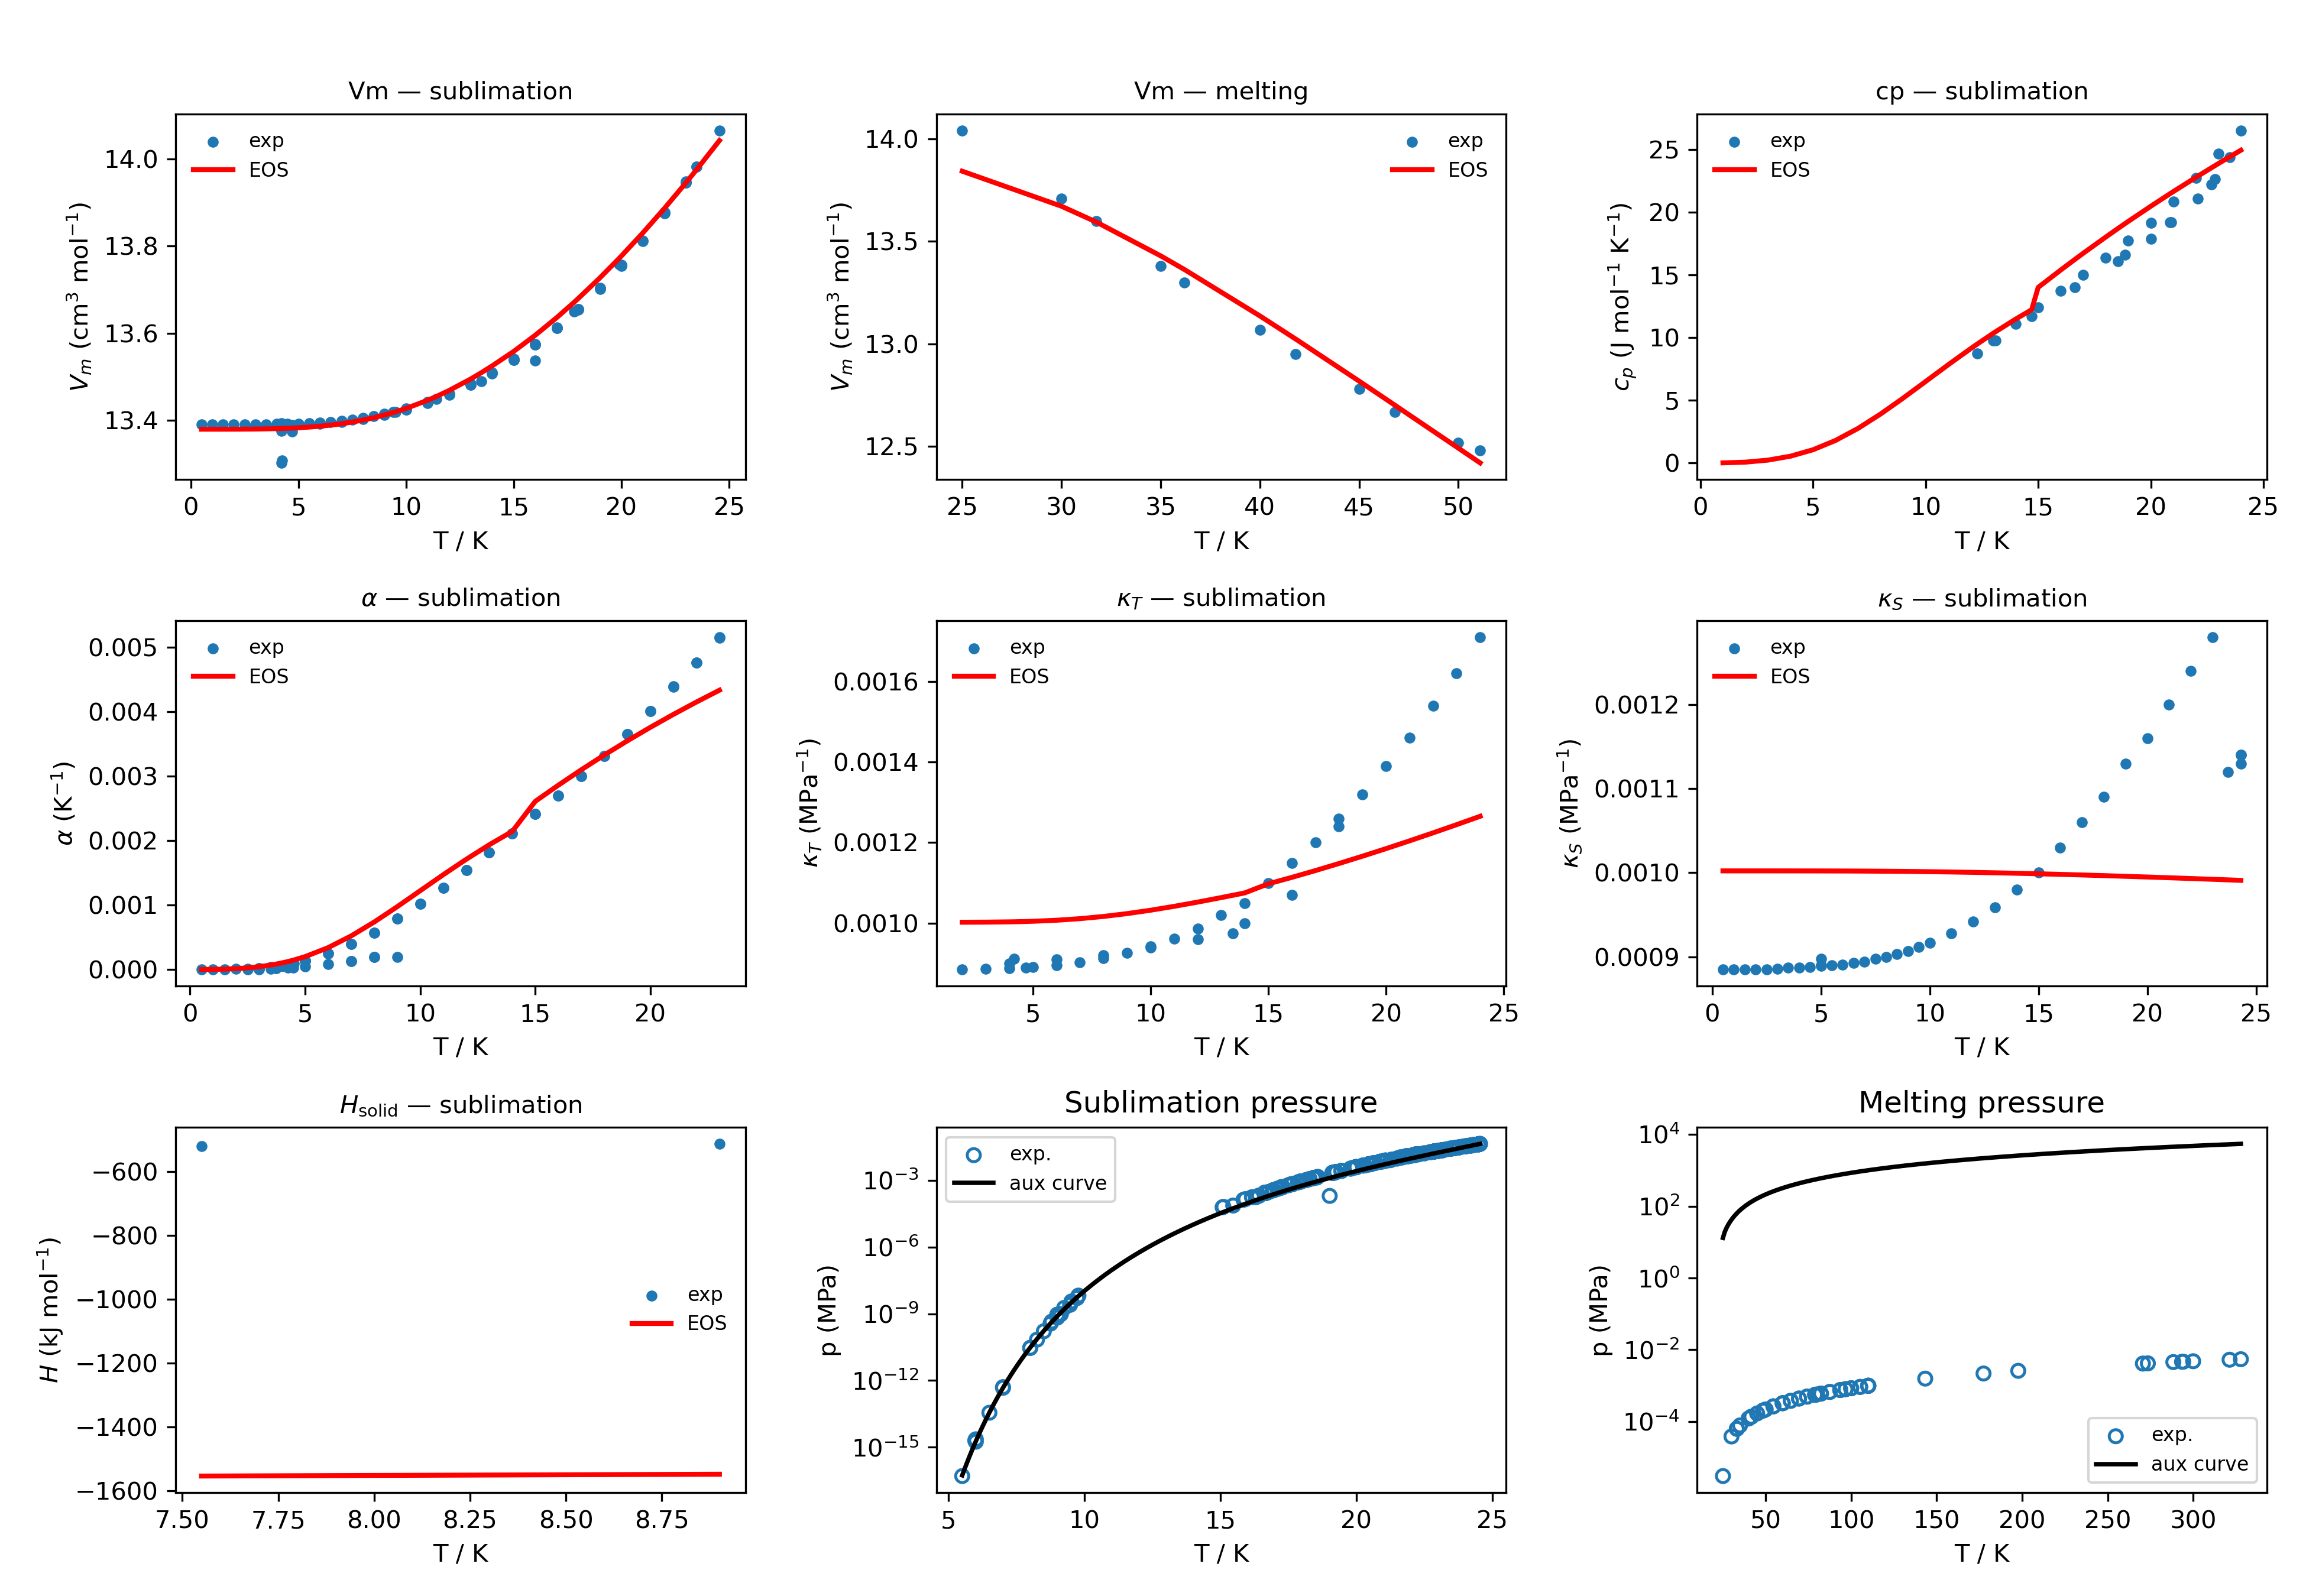 Vm — sublimation
14.0
13.8
13.6
13.4
V_m (cm³ mol⁻¹)
exp
EOS
0 5 10 15 20 25
T / K
Vm — melting
14.0
13.5
13.0
12.5
V_m (cm³ mol⁻¹)
exp
EOS
25 30 35 40 45 50
T / K
cp — sublimation
25
20
15
10
5
0
c_p (J mol⁻¹ K⁻¹)
exp
EOS
0 5 10 15 20 25
T / K
α — sublimation
0.005
0.004
0.003
0.002
0.001
0.000
α (K⁻¹)
exp
EOS
0 5 10 15 20
T / K
κ_T — sublimation
0.0016
0.0014
0.0012
0.0010
κ_T (MPa⁻¹)
exp
EOS
5 10 15 20 25
T / K
κ_S — sublimation
0.0012
0.0011
0.0010
0.0009
κ_S (MPa⁻¹)
exp
EOS
0 5 10 15 20 25
T / K
H_solid — sublimation
−600
−800
−1000
−1200
−1400
−1600
H (kJ mol⁻¹)
exp
EOS
7.50 7.75 8.00 8.25 8.50 8.75
T / K
Sublimation pressure
10⁻³
10⁻⁶
10⁻⁹
10⁻¹²
10⁻¹⁵
p (MPa)
exp.
aux curve
5 10 15 20 25
T / K
Melting pressure
10⁴
10²
10⁰
10⁻²
10⁻⁴
p (MPa)
exp.
aux curve
50 100 150 200 250 300
T / K